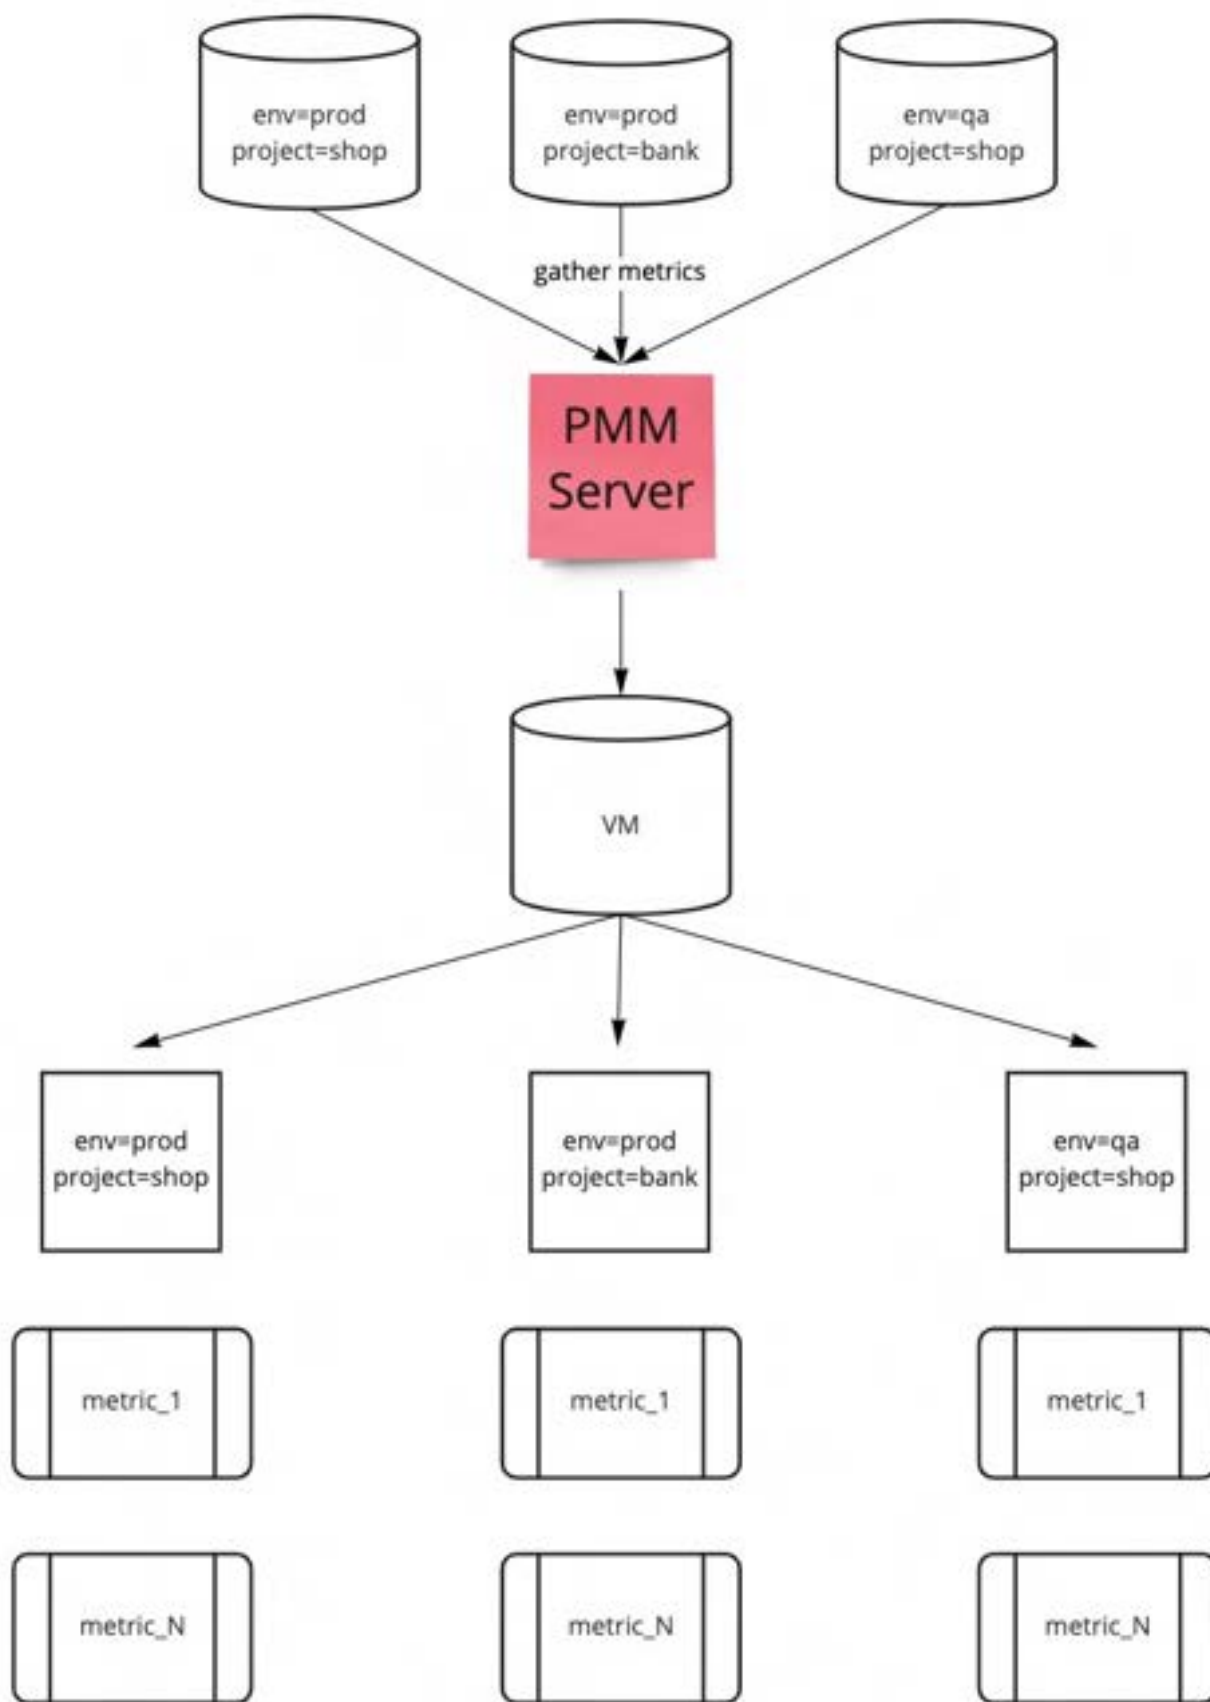 env=prod
project=shop
env=prod
project=bank
env=qa
project=shop
gather metrics
PMM
Server
VM
env=prod
project=shop
env=prod
project=bank
env=qa
project=shop
metric_1
metric_1
metric_1
metric_N
metric_N
metric_N